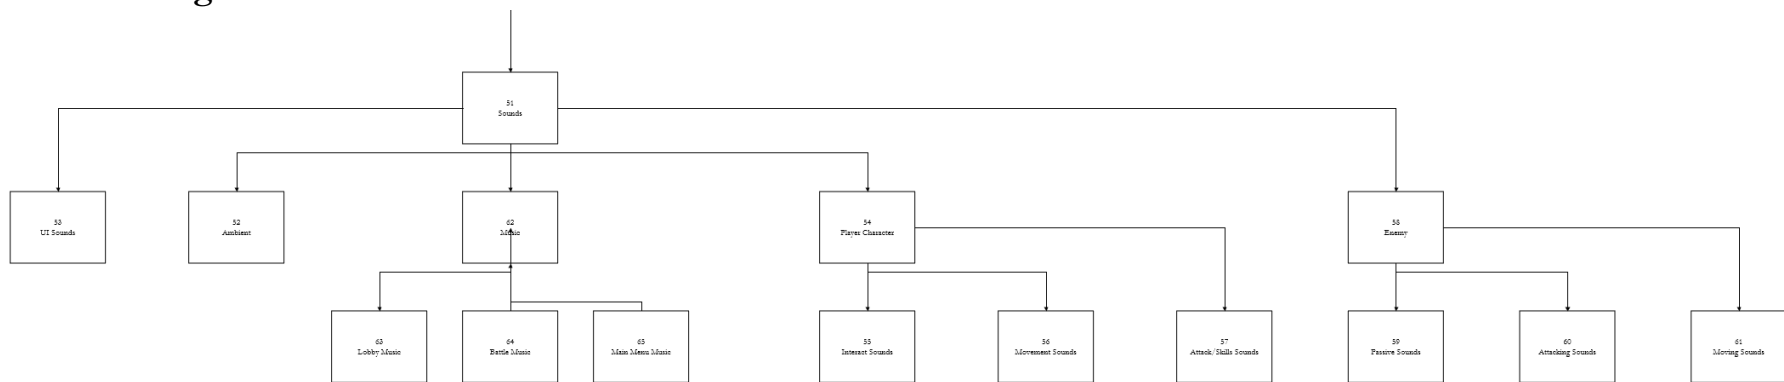 g
51
Sounds
53
UI Sounds
52
Ambient
62
Music
54
Player Character
58
Enemy
63
Lobby Music
64
Battle Music
65
Main Menu Music
55
Interact Sounds
56
Movement Sounds
57
Attack/Skills Sounds
59
Passive Sounds
60
Attacking Sounds
61
Moving Sounds